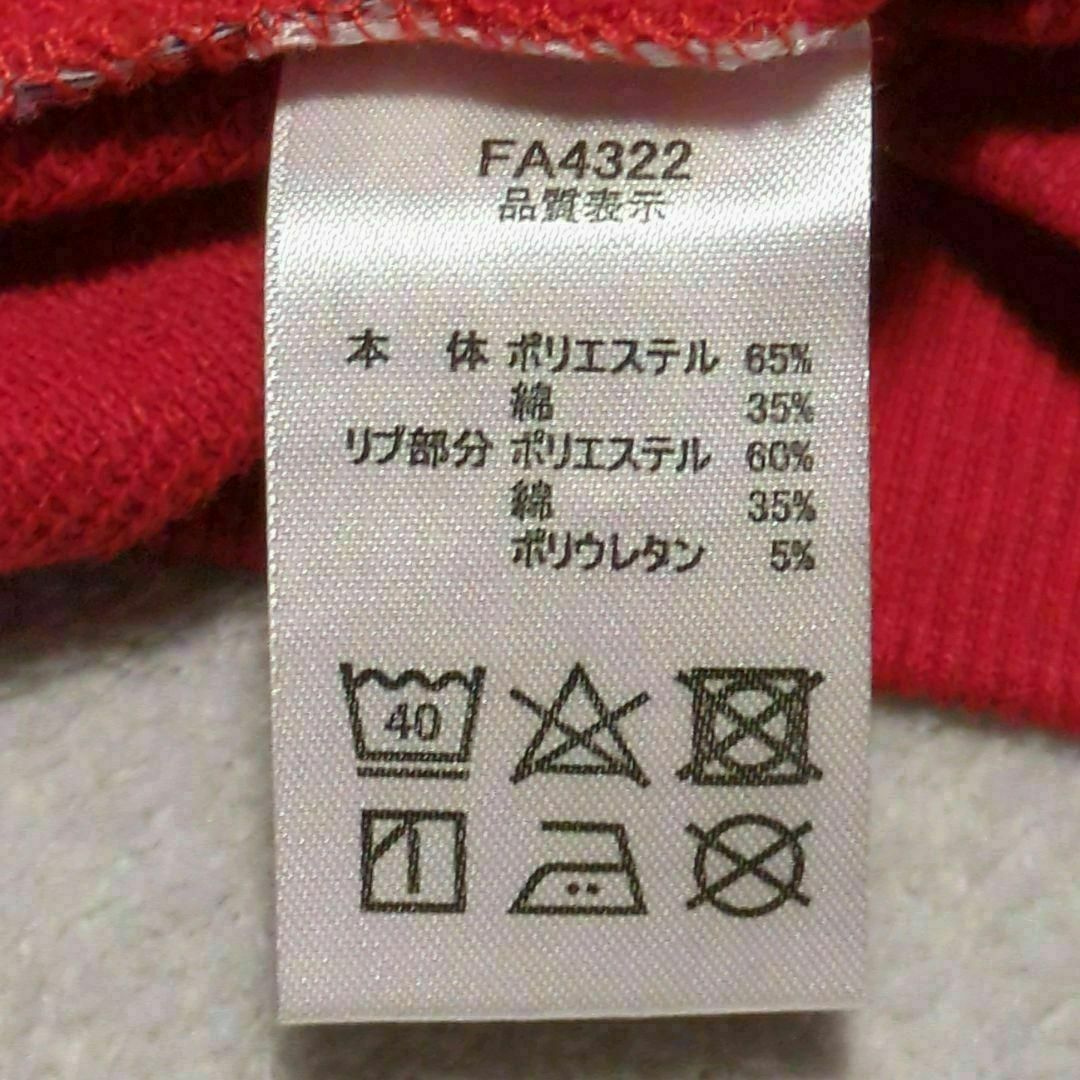 FA4322
品質表示
本 体 ポリエステル 65%
綿 35%
リブ部分 ポリエステル 60%
綿 35%
ポリウレタン 5%
40